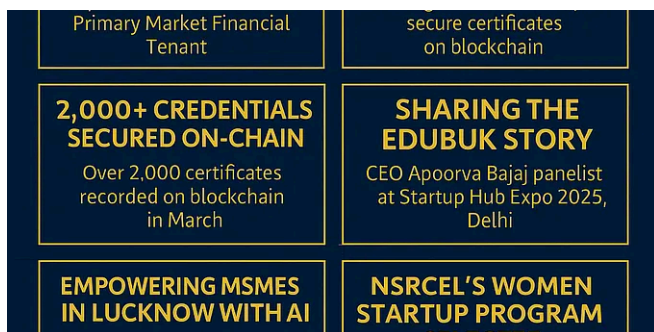 Primary Market Financial
Tenant
secure certificates
on blockchain
2,000+ CREDENTIALS
SECURED ON-CHAIN
Over 2,000 certificates
recorded on blockchain
in March
SHARING THE
EDUBUK STORY
CEO Apoorva Bajaj panelist
at Startup Hub Expo 2025,
Delhi
EMPOWERING MSMES
IN LUCKNOW WITH AI
NSRCEL'S WOMEN
STARTUP PROGRAM